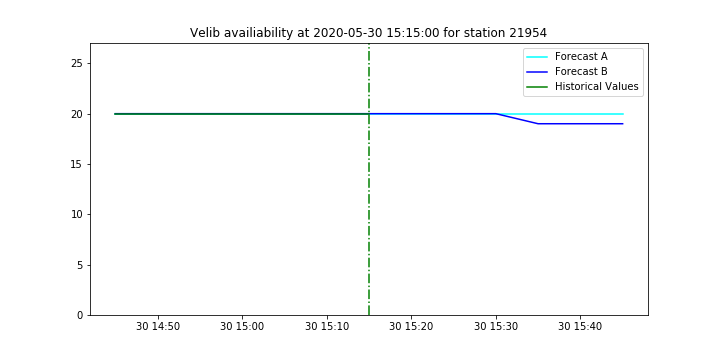 Velib availiability at 2020-05-30 15:15:00 for station 21954
Forecast A
Forecast B
Historical Values
25
20
15
10
5
0
30 14:50 30 15:00 30 15:10 30 15:20 30 15:30 30 15:40